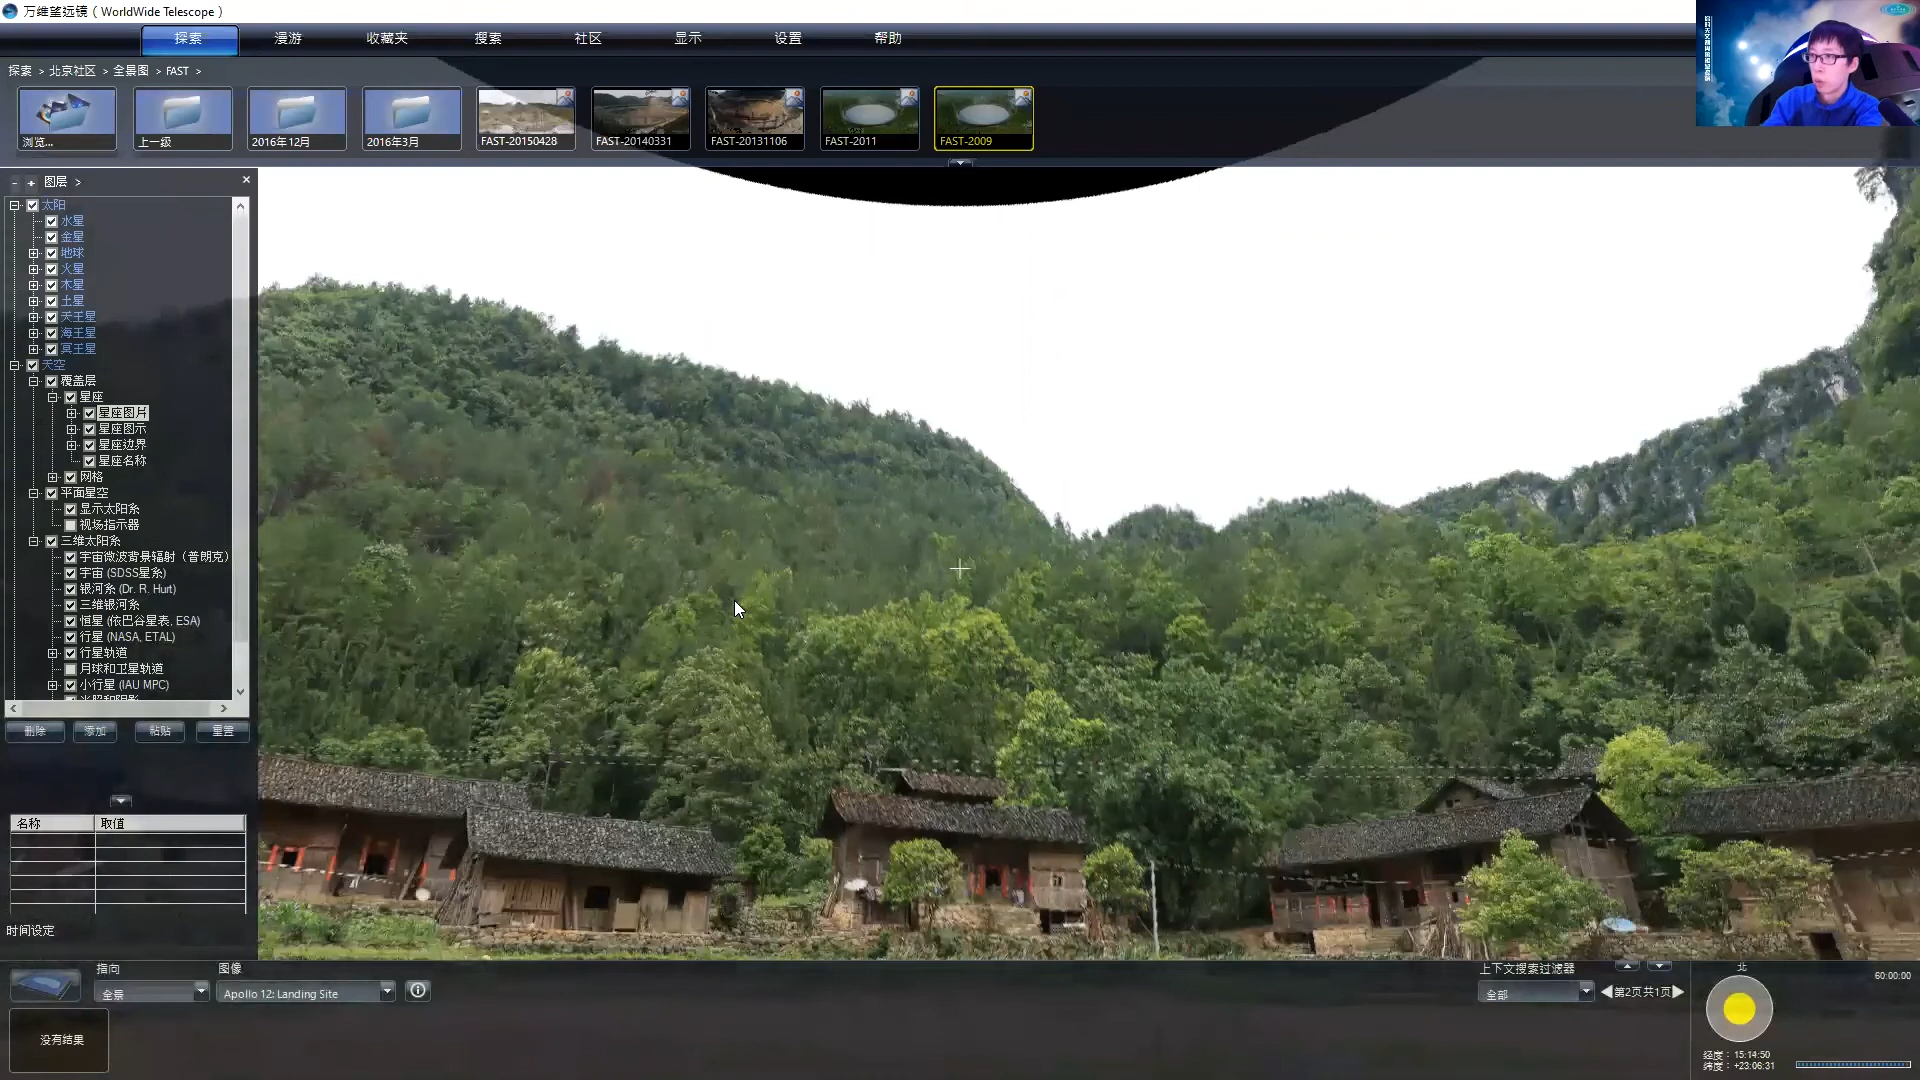 万维望远镜（WorldWide Telescope）
探索 漫游 收藏夹 搜索 社区 显示 设置 帮助
探索 > 北京社区 > 全景图 > FAST >
浏览... 上一级 2016年12月 2016年3月 FAST-20150428 FAST-20140331 FAST-20131106 FAST-2011 FAST-2009
图层 >
太阳
水星
金星
地球
火星
木星
土星
天王星
海王星
冥王星
天空
覆盖层
星座
星座图片
星座图示
星座边界
星座名称
网格
平面星空
显示太阳系
视场指示器
三维太阳系
宇宙微波背景辐射（普朗克）
宇宙 (SDSS星系)
银河系 (Dr. R. Hurt)
三维银河系
恒星 (依巴谷星表, ESA)
行星 (NASA, ETAL)
行星轨道
月球和卫星轨道
小行星 (IAU MPC)
删除 添加 粘贴 重置
名称 取值
时间设定
指向 图像
全景 Apollo 12: Landing Site
没有结果
上下文搜索过滤器
全部 第2页共1页
北
60:00:00
经度：15:14:50
纬度：+23:06:31